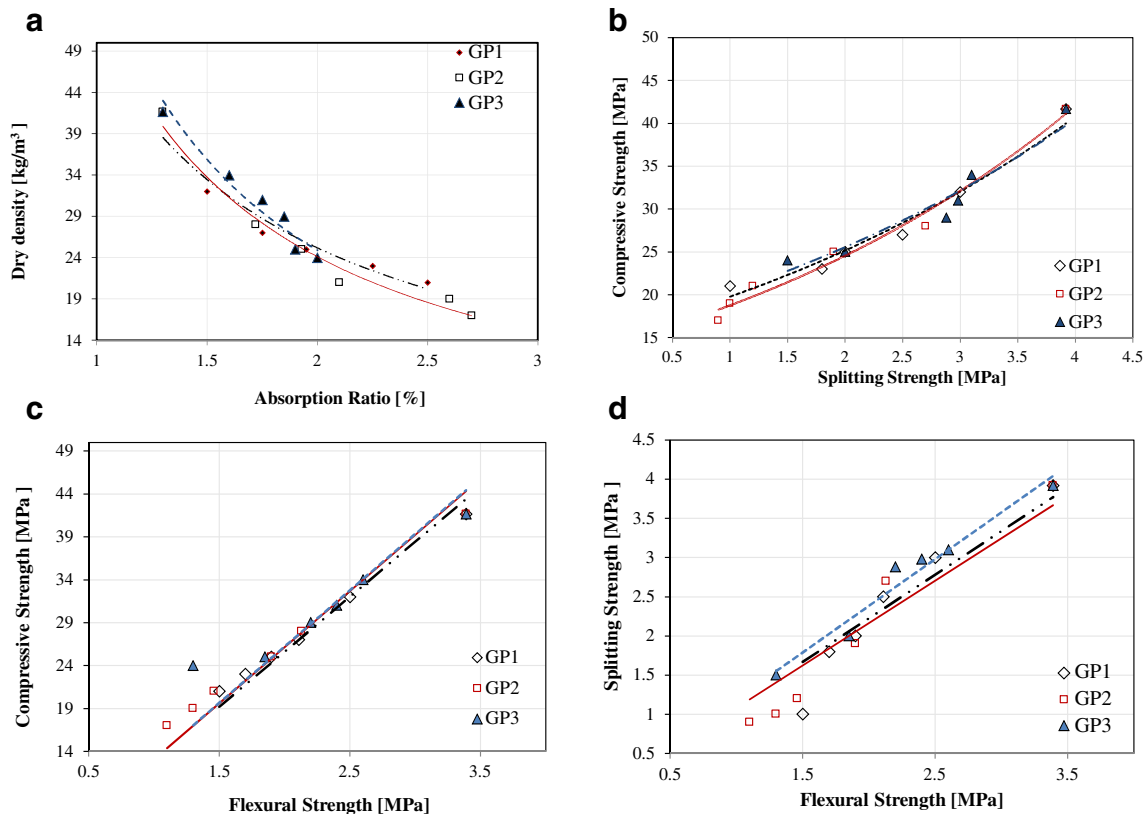 a
Dry density [kg/m³ ]
49
44
39
34
29
24
19
14
1
1.5
2
2.5
3
Absorption Ratio [%]
GP1
GP2
GP3
b
Compressive Strength [MPa]
50
45
40
35
30
25
20
15
0.5
1
1.5
2
2.5
3
3.5
4
4.5
Splitting Strength [MPa]
GP1
GP2
GP3
c
Compressive Strength [MPa ]
49
44
39
34
29
24
19
14
0.5
1.5
2.5
3.5
Flexural Strength [MPa]
GP1
GP2
GP3
d
Splitting Strength [MPa ]
4.5
4
3.5
3
2.5
2
1.5
1
0.5
0.5
1.5
2.5
3.5
Flexural Strength [MPa]
GP1
GP2
GP3